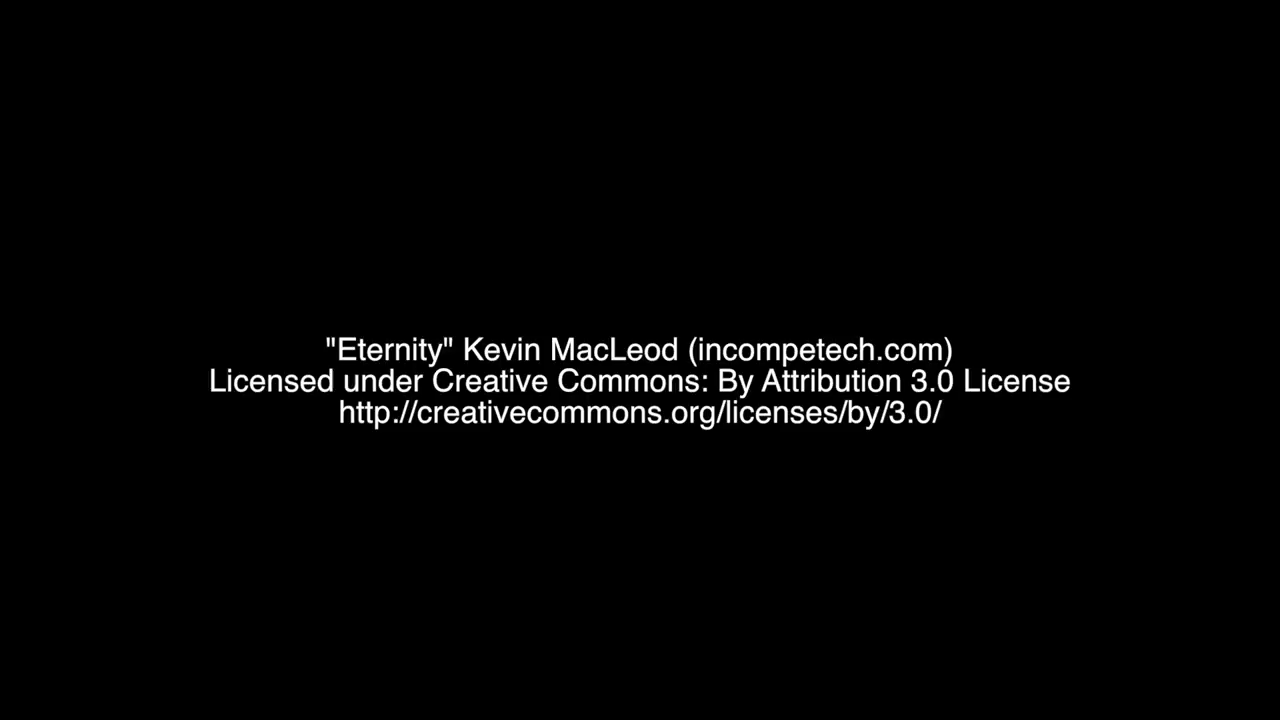 "Eternity" Kevin MacLeod (incompetech.com)
Licensed under Creative Commons: By Attribution 3.0 License
http://creativecommons.org/licenses/by/3.0/